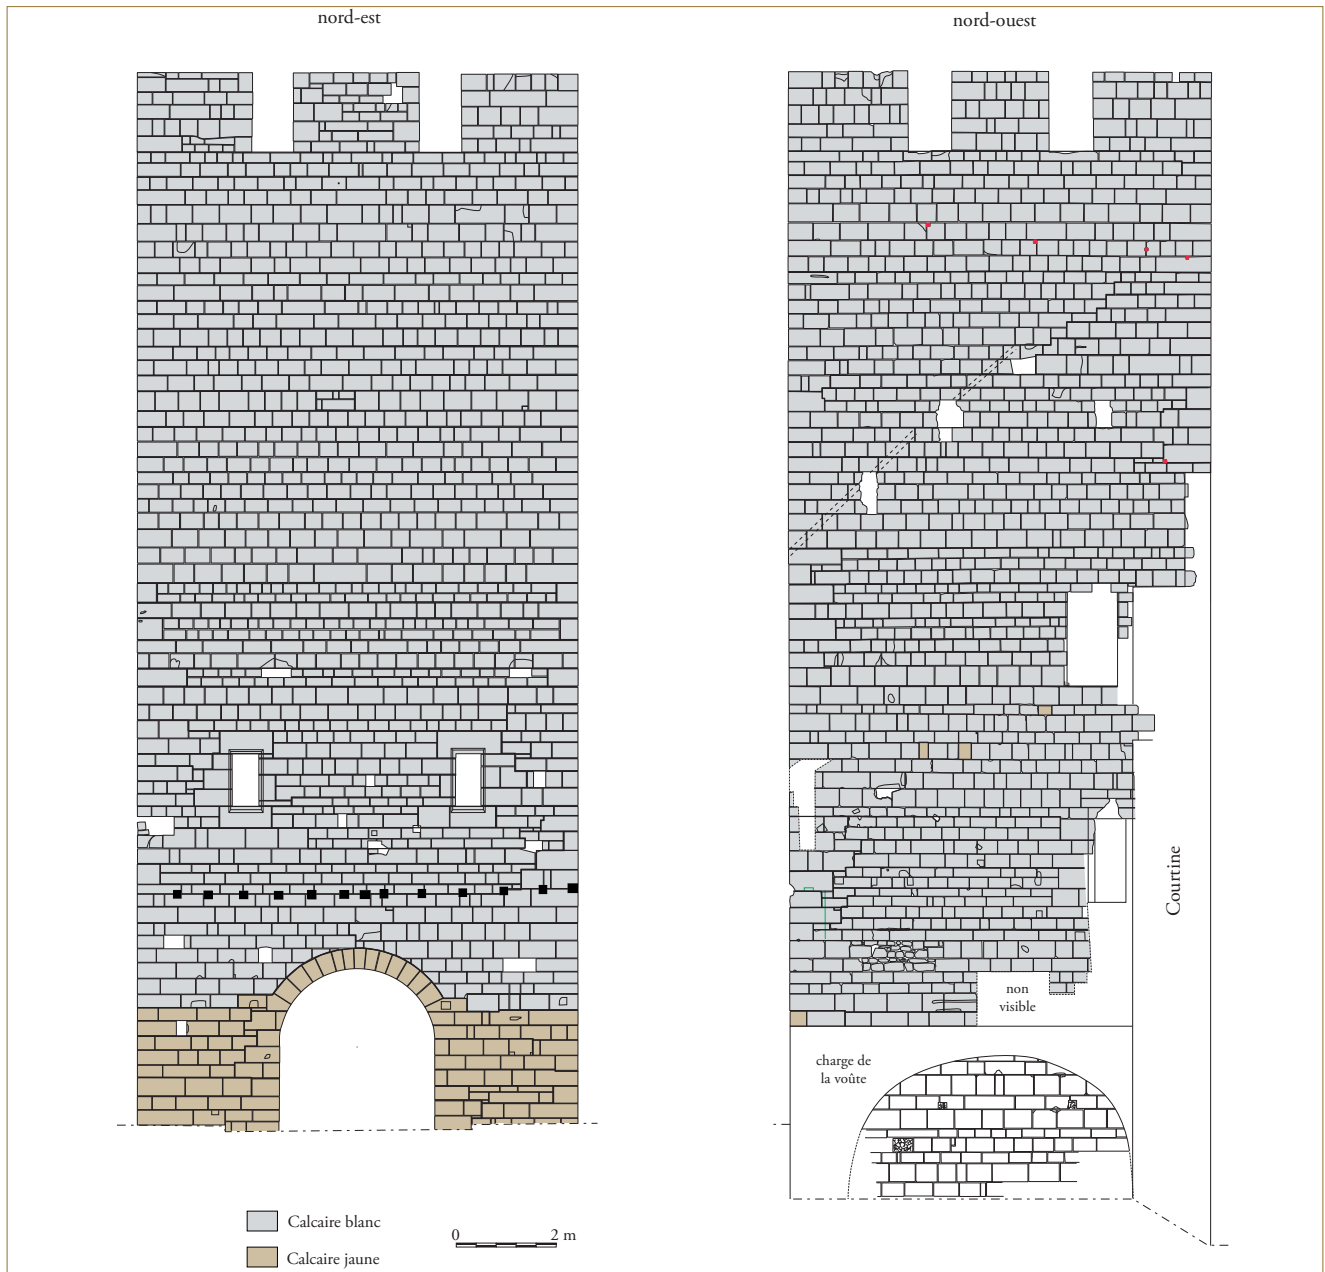 nord-est
nord-ouest
Courtine
non
visible
charge de
la voûte
Calcaire blanc
Calcaire jaune
0 2 m